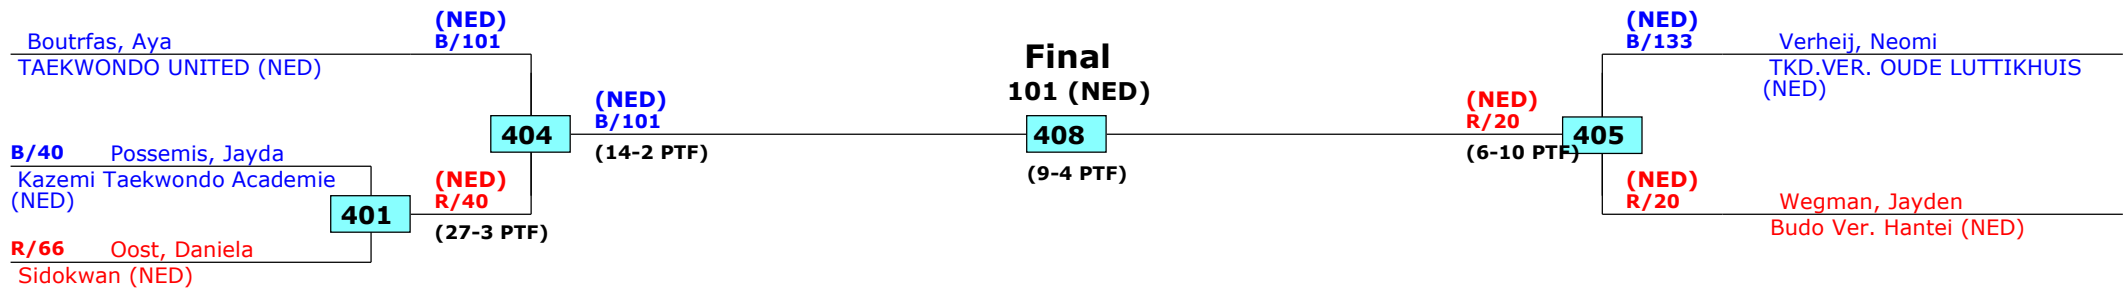 (NED)
B/101
Boutrfas, Aya
TAEKWONDO UNITED (NED)
404
(NED)
B/101
(14-2 PTF)
B/40 Possemis, Jayda
Kazemi Taekwondo Academie
(NED)
401
(NED)
R/40
(27-3 PTF)
R/66 Oost, Daniela
Sidokwan (NED)
Final
101 (NED)
408
(9-4 PTF)
(NED)
R/20
(6-10 PTF)
405
(NED)
B/133
Verheij, Neomi
TKD.VER. OUDE LUTTIKHUIS
(NED)
(NED)
R/20
Wegman, Jayden
Budo Ver. Hantei (NED)